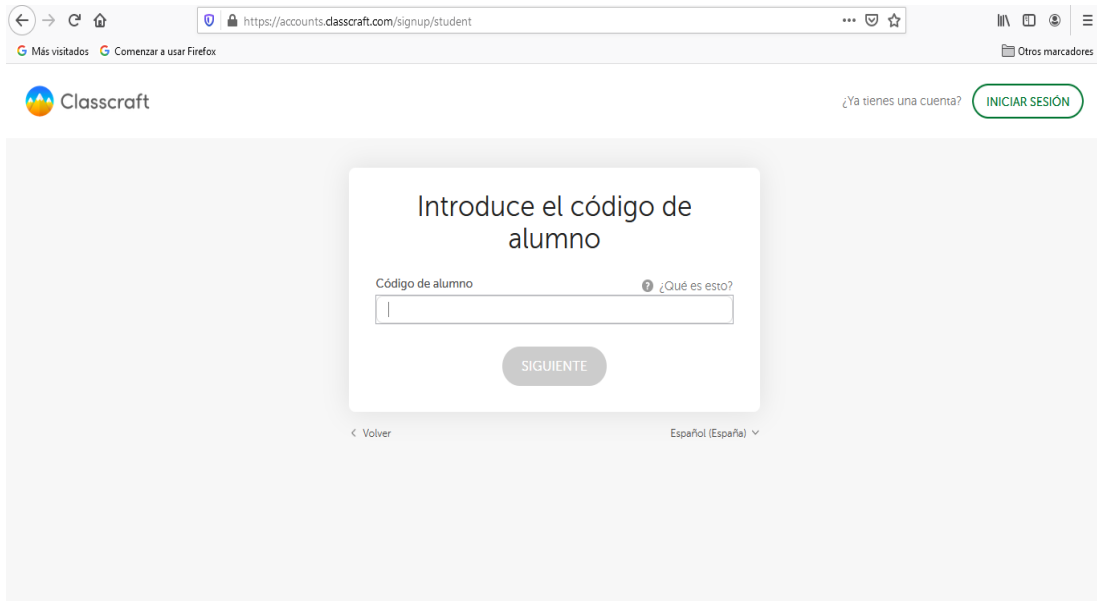 https://accounts.classcraft.com/signup/student
Más visitados Comenzar a usar Firefox Otros marcadores
Classcraft ¿Ya tienes una cuenta? INICIAR SESIÓN
Introduce el código de
alumno
Código de alumno ¿Qué es esto?
SIGUIENTE
Volver Español (España)